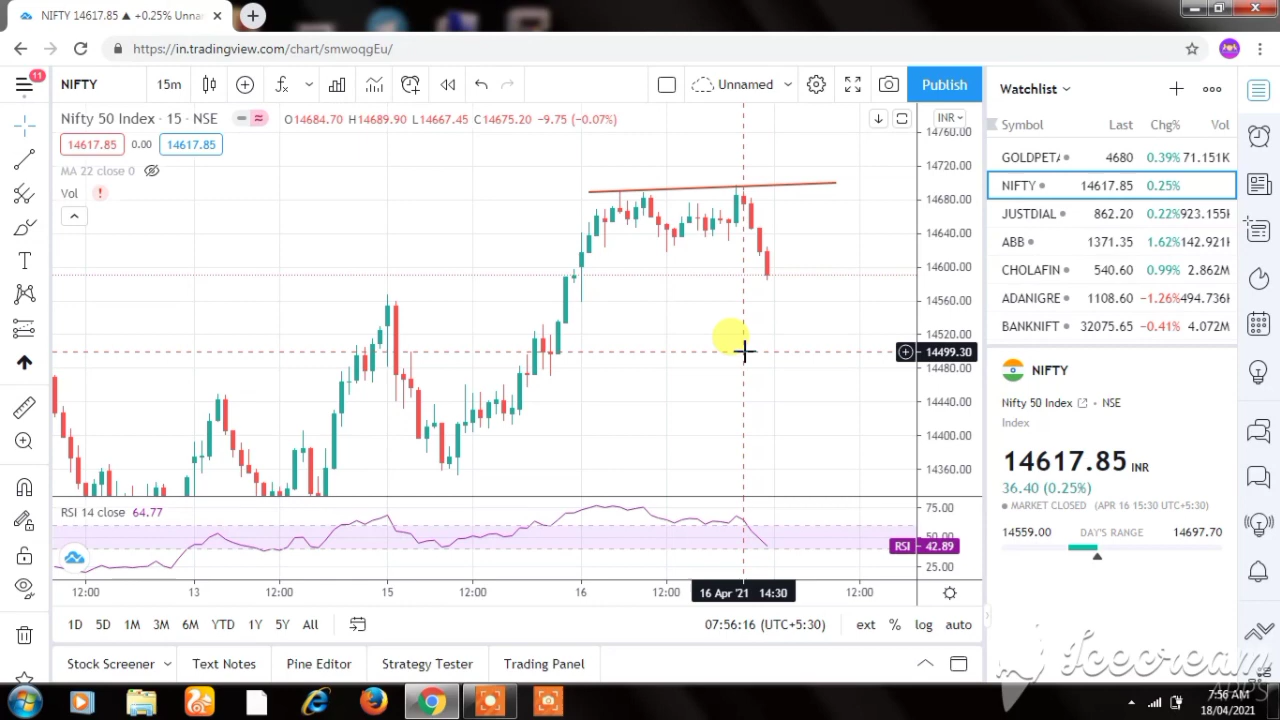 NIFTY 14617.85 ▲ +0.25% Unna
https://in.tradingview.com/chart/smwoqgEu/
11
NIFTY 15m Unnamed Publish
Nifty 50 Index · 15 · NSE O14684.70 H14689.90 L14667.45 C14675.20 −9.75 (−0.07%)
14617.85 0.00 14617.85
MA 22 close 0
Vol !
INR
14760.00
14720.00
14680.00
14640.00
14600.00
14560.00
14520.00
14499.30
14480.00
14440.00
14400.00
14360.00
RSI 14 close 64.77
75.00
50.00
RSI 42.89
25.00
12:00 13 12:00 15 12:00 16 12:00 16 Apr '21 14:30 12:00
1D 5D 1M 3M 6M YTD 1Y 5Y All 07:56:16 (UTC+5:30) ext % log auto
Stock Screener Text Notes Pine Editor Strategy Tester Trading Panel
Watchlist
Symbol Last Chg% Vol
GOLDPET 4680 0.39% 71.151K
NIFTY 14617.85 0.25%
JUSTDIAL 862.20 0.22% 923.155K
ABB 1371.35 1.62% 142.921K
CHOLAFIN 540.60 0.99% 2.862M
ADANIGRE 1108.60 −1.26% 494.736K
BANKNIFT 32075.65 −0.41% 4.072M
NIFTY
Nifty 50 Index • NSE
Index
14617.85 INR
36.40 (0.25%)
MARKET CLOSED (APR 16 15:30 UTC+5:30)
14559.00 DAY'S RANGE 14697.70
Icecream
APPS
7:56 AM
18/04/2021